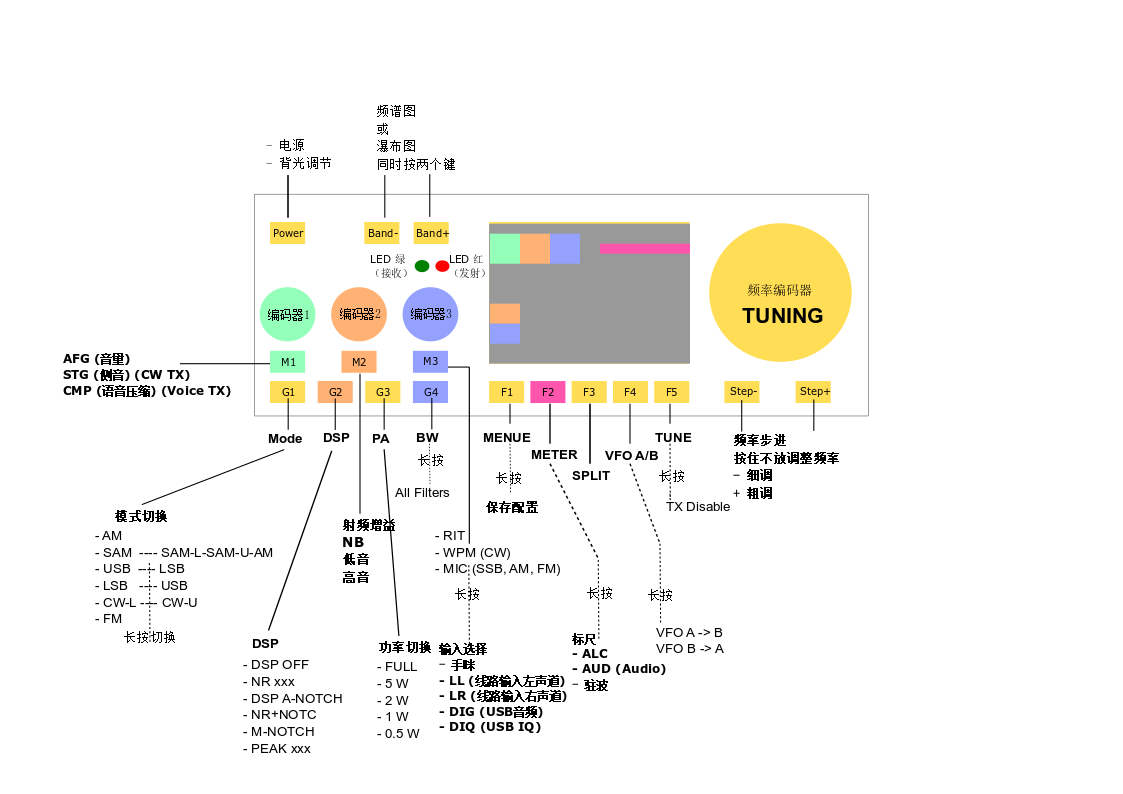 频谱图
或
瀑布图
同时按两个键
– 电源
– 背光调节
Power
Band-
Band+
LED 绿
（接收）
LED 红
（发射）
编码器1
编码器2
编码器3
频率编码器
TUNING
M1
M2
M3
AFG (音量)
STG (侧音) (CW TX)
CMP (语音压缩) (Voice TX)
G1
G2
G3
G4
F1
F2
F3
F4
F5
Step-
Step+
Mode
DSP
PA
BW
长按
All Filters
MENUE
长按
保存配置
METER
SPLIT
VFO A/B
TUNE
长按
TX Disable
频率步进
按住不放调整频率
– 细调
+ 粗调
模式切换
- AM
- SAM ---- SAM-L-SAM-U-AM
- USB ---- LSB
- LSB ---- USB
- CW-L ---- CW-U
- FM
长按切换
射频增益
NB
低音
高音
- RIT
- WPM (CW)
- MIC (SSB, AM, FM)
长按
长按
长按
DSP
- DSP OFF
- NR xxx
- DSP A-NOTCH
- NR+NOTC
- M-NOTCH
- PEAK xxx
功率切换
- FULL
- 5 W
- 2 W
- 1 W
- 0.5 W
输入选择
– 手咪
- LL (线路输入左声道)
- LR (线路输入右声道)
- DIG (USB音频)
- DIQ (USB IQ)
标尺
- ALC
- AUD (Audio)
– 驻波
VFO A -> B
VFO B -> A